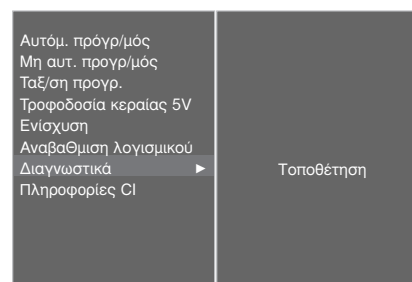 Αυτόμ. πρόγρ/μός
Μη αυτ. προγρ/μός
Ταξ/ση προγρ.
Τροφοδοσία κεραίας 5V
Ενίσχυση
ΑναβαΘμιση λογισμικού
Διαγνωστικά ►
Πληροφορίες CI
Τοποθέτηση